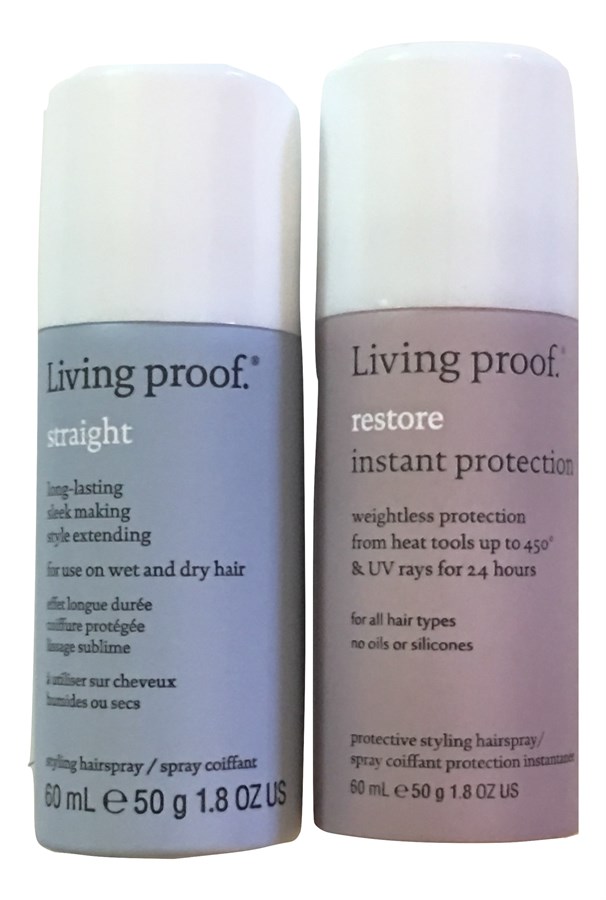 Living proof.®
straight
long-lasting
sleek making
style extending
for use on wet and dry hair
effet longue durée
coiffure protégée
lissage sublime
à utiliser sur cheveux
humides ou secs
styling hairspray / spray coiffant
60 mL ℮ 50 g 1.8 OZ US
Living proof.®
restore
instant protection
weightless protection
from heat tools up to 450°
& UV rays for 24 hours
for all hair types
no oils or silicones
protective styling hairspray/
spray coiffant protection instantanée
60 mL ℮ 50 g 1.8 OZ US